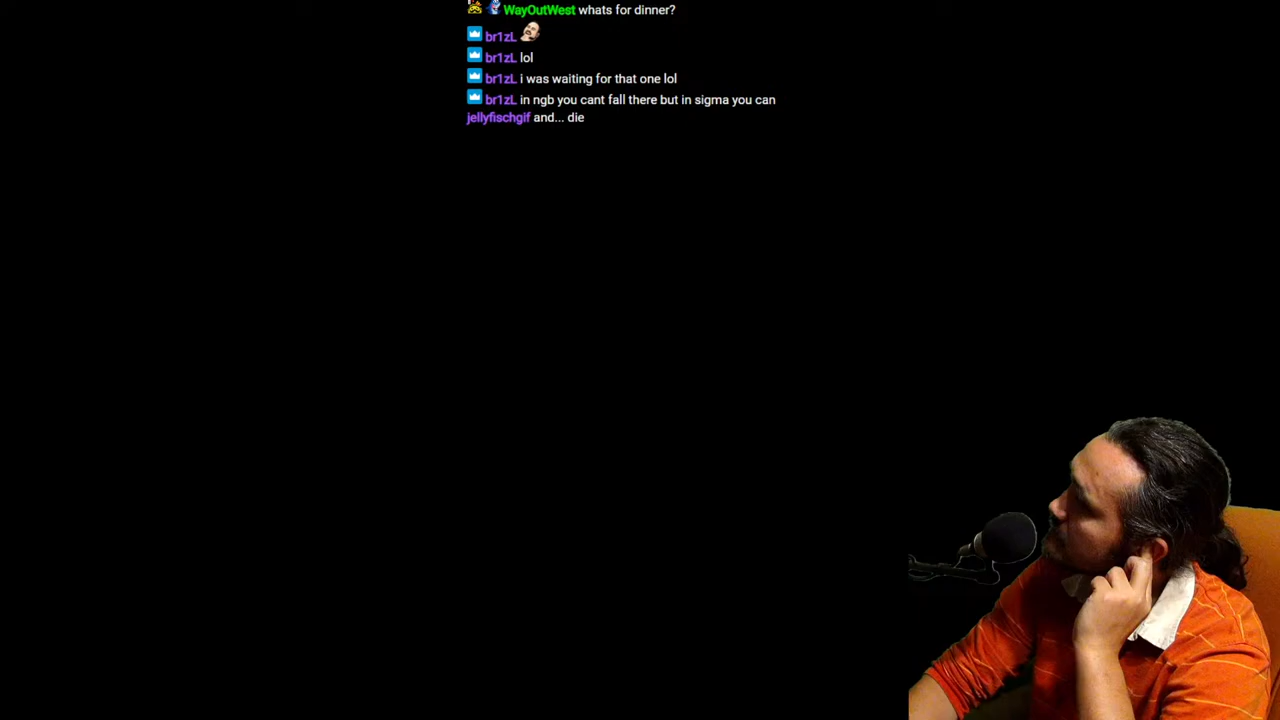 WayOutWest whats for dinner?
br1zL
br1zL lol
br1zL i was waiting for that one lol
br1zL in ngb you cant fall there but in sigma you can
jellyfischgif and... die